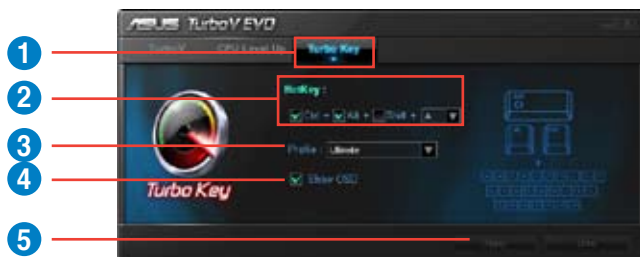 ASUS TurboV EVO
TurboV CPU Level Up Turbo Key
1
HotKey :
2
Ctrl + Alt + Shift + A
3
Profile : Ultimate
4
Show OSD
Turbo Key
5